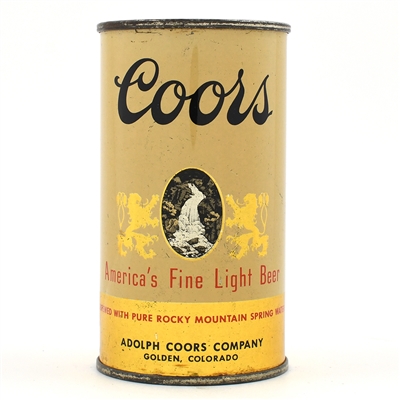 Coors
America's Fine Light Beer
WITH PURE ROCKY MOUNTAIN SPRING
ADOLPH COORS COMPANY
GOLDEN, COLORADO